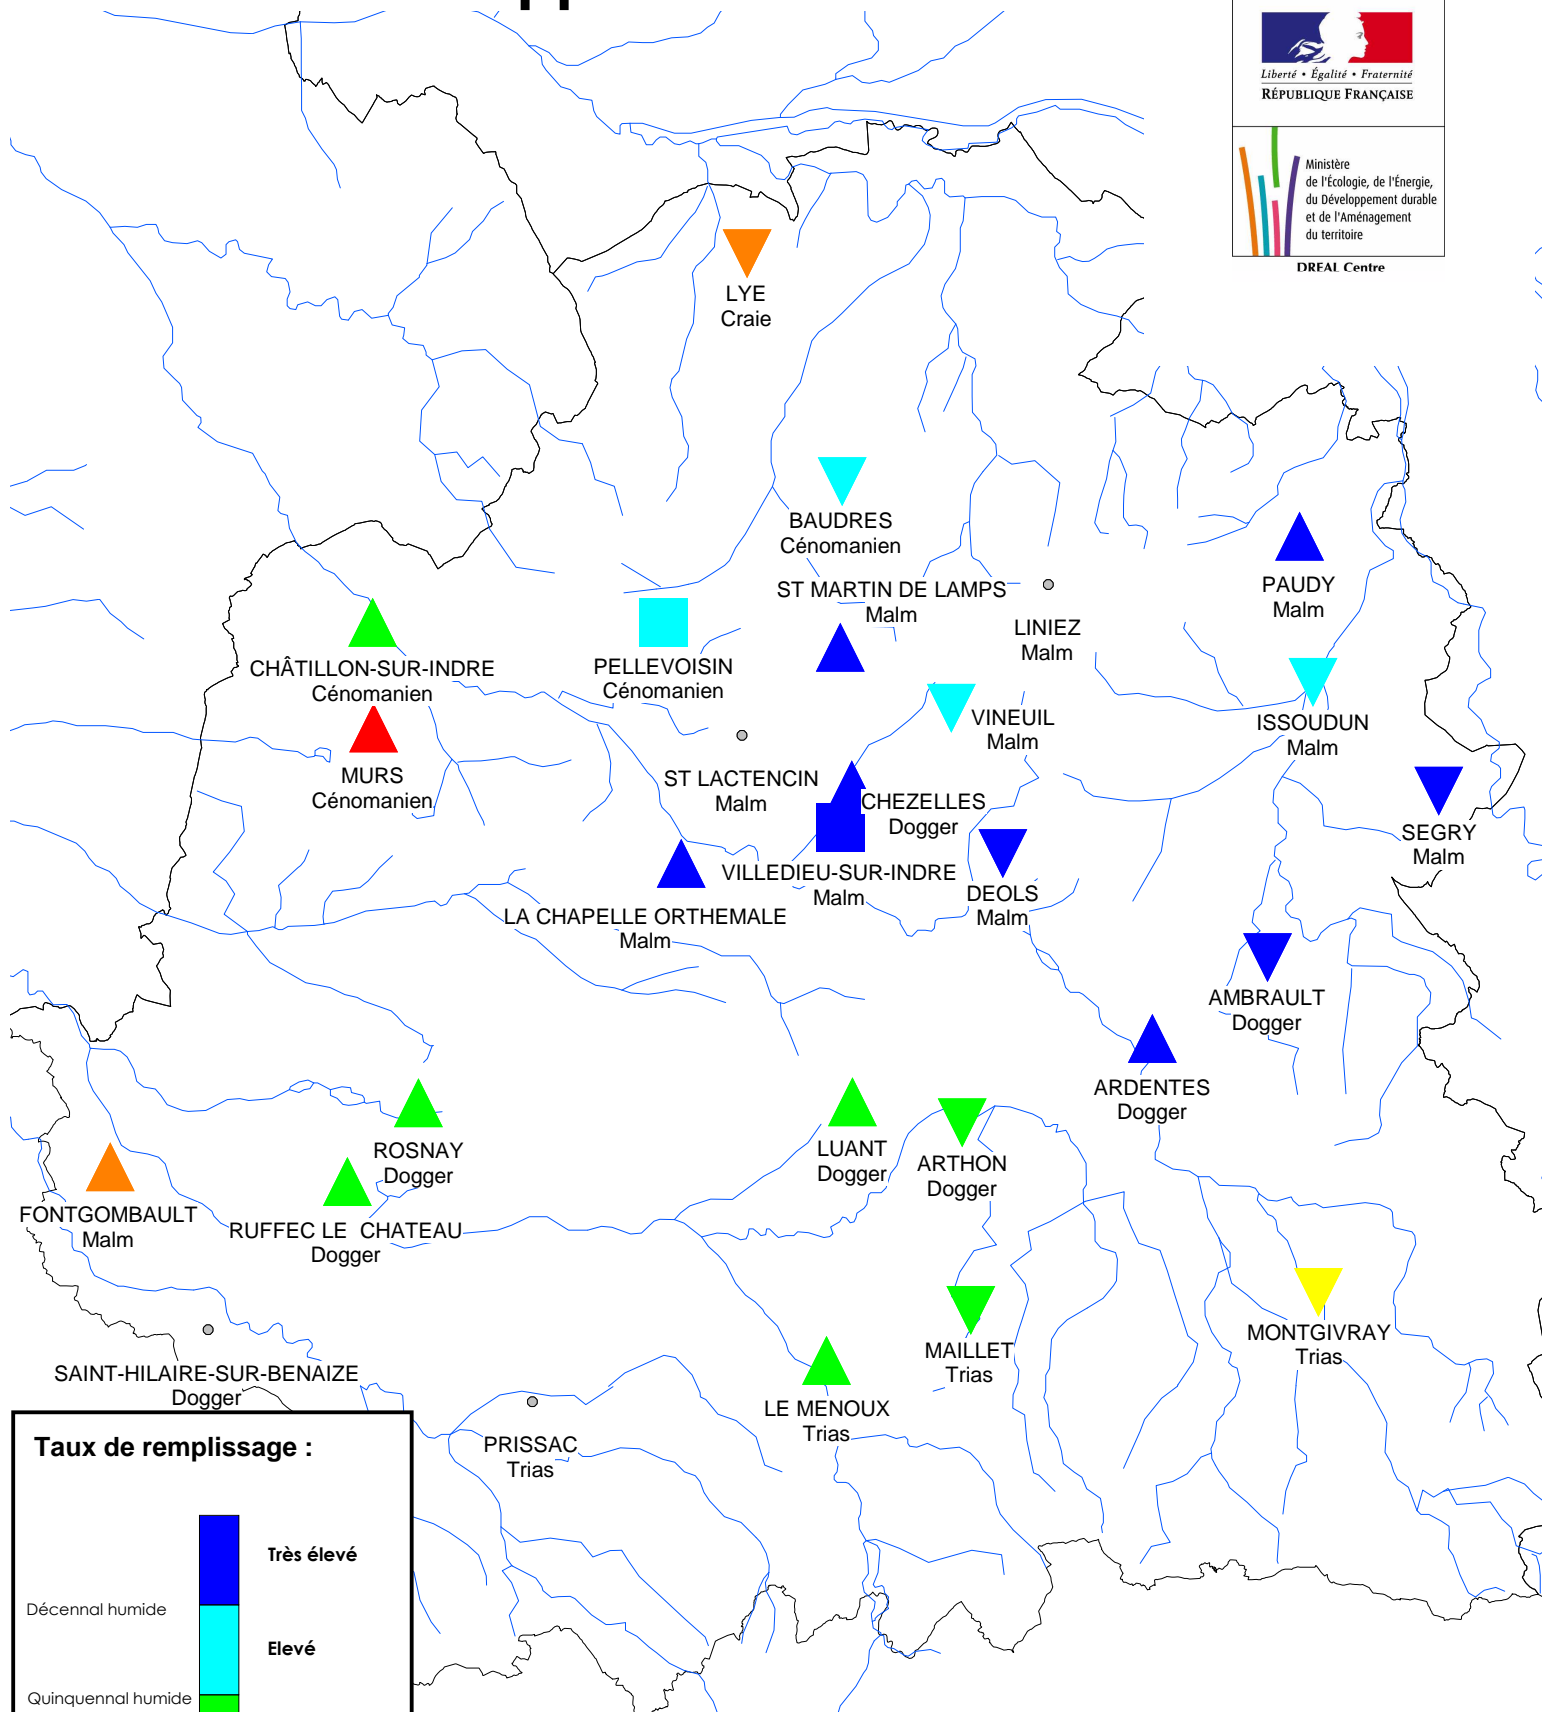 pp
Liberté • Égalité • Fraternité
RÉPUBLIQUE FRANÇAISE
Ministère
de l'Écologie, de l'Énergie,
du Développement durable
et de l'Aménagement
du territoire
DREAL Centre
LYE
Craie
BAUDRES
Cénomanien
ST MARTIN DE LAMPS
Malm
PAUDY
Malm
LINIEZ
Malm
CHÂTILLON-SUR-INDRE
Cénomanien
PELLEVOISIN
Cénomanien
VINEUIL
Malm
ISSOUDUN
Malm
MURS
Cénomanien
ST LACTENCIN
Malm
CHEZELLES
Dogger
SEGRY
Malm
VILLEDIEU-SUR-INDRE
Malm
DEOLS
Malm
LA CHAPELLE ORTHEMALE
Malm
AMBRAULT
Dogger
ARDENTES
Dogger
ROSNAY
Dogger
LUANT
Dogger
ARTHON
Dogger
FONTGOMBAULT
Malm
RUFFEC LE  CHATEAU
Dogger
MAILLET
Trias
MONTGIVRAY
Trias
SAINT-HILAIRE-SUR-BENAIZE
Dogger
LE MENOUX
Trias
PRISSAC
Trias
Taux de remplissage :
Très élevé
Décennal humide
Elevé
Quinquennal humide